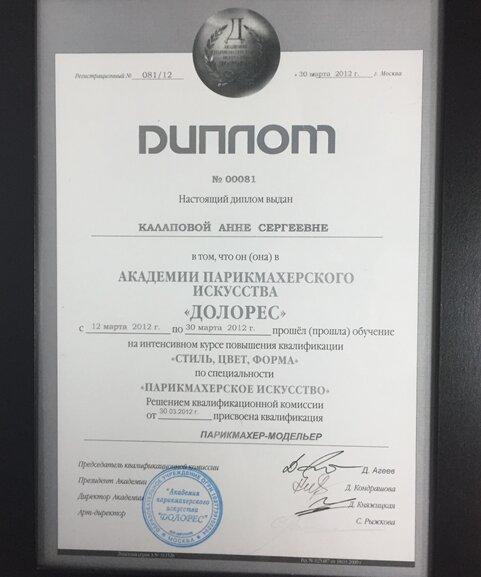 Д
АКАДЕМИЯ
Регистрационный № 081/12
« 30 марта 2012 г. г. Москва
ДИПЛОМ
№ 00081
Настоящий диплом выдан
КАЛАПОВОЙ АННЕ СЕРГЕЕВНЕ
в том, что он (она) в
АКАДЕМИИ ПАРИКМАХЕРСКОГО
ИСКУССТВА
«ДОЛОРЕС»
с 12 марта 2012 г. по 30 марта 2012 г. прошёл (прошла) обучение
на интенсивном курсе повышения квалификации
«СТИЛЬ, ЦВЕТ, ФОРМА»
по специальности
«ПАРИКМАХЕРСКОЕ ИСКУССТВО»
Решением квалификационной комиссии
от 30.03.2012 г. присвоена квалификация
ПАРИКМАХЕР-МОДЕЛЬЕР
Председатель квалификационной комиссии Д. Агеев
Президент Академии Д. Кондрашова
Директор Академии Д. Княжицкая
Арт-директор С. Рыжкова
"Академия
парикмахерского
искусства
"ДОЛОРЕС"
МОСКВА